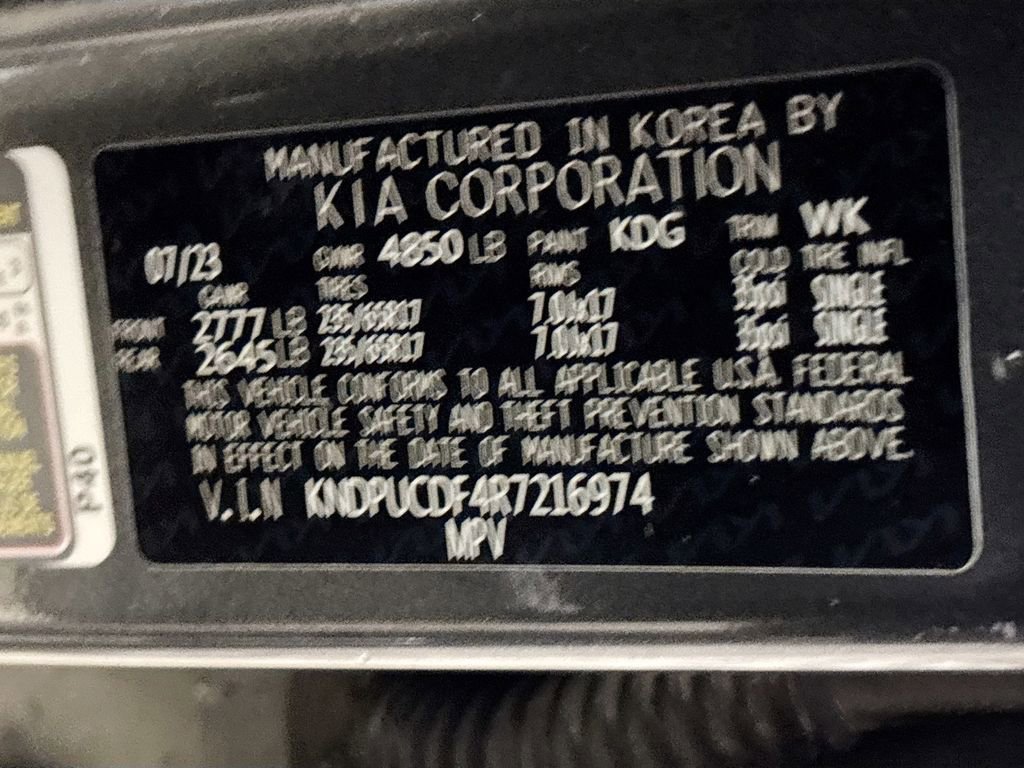 MANUFACTURED IN KOREA BY
KIA CORPORATION
07/23 GVWR 4850 LB PAINT KDG TRIM WK
GAWR TIRES RIMS COLD TIRE INFL.
FRONT 2777 LB 235/65R17 7.0Jx17 35psi SINGLE
REAR 2645 LB 235/65R17 7.0Jx17 35psi SINGLE
THIS VEHICLE CONFORMS TO ALL APPLICABLE U.S.A. FEDERAL
MOTOR VEHICLE SAFETY AND THEFT PREVENTION STANDARDS
IN EFFECT ON THE DATE OF MANUFACTURE SHOWN ABOVE.
V.I.N KNDPUCDF4R7216974
MPV
P40